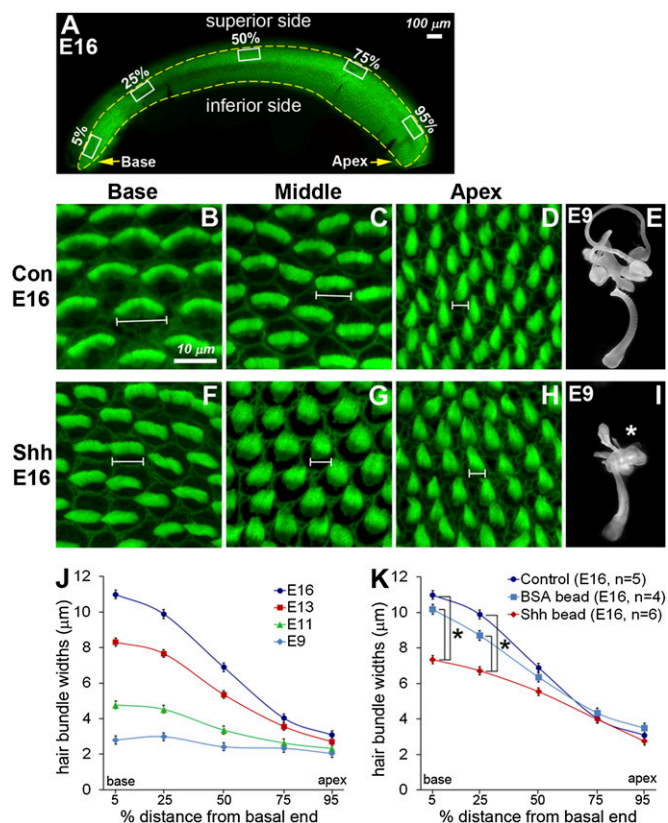 A
E16
superior side
100 μm
5%
25%
50%
75%
95%
inferior side
Base
Apex
Base
Middle
Apex
Con
E16
B
10 μm
C
D
E9
E
Shh
E16
F
G
H
E9
I
*
J
hair bundle widths (μm)
12
10
8
6
4
2
0
E16
E13
E11
E9
base
apex
5
25
50
75
95
% distance from basal end
K
hair bundle widths (μm)
12
10
8
6
4
2
0
Control (E16, n=5)
BSA bead (E16, n=4)
Shh bead (E16, n=6)
*
*
base
apex
5
25
50
75
95
% distance from basal end